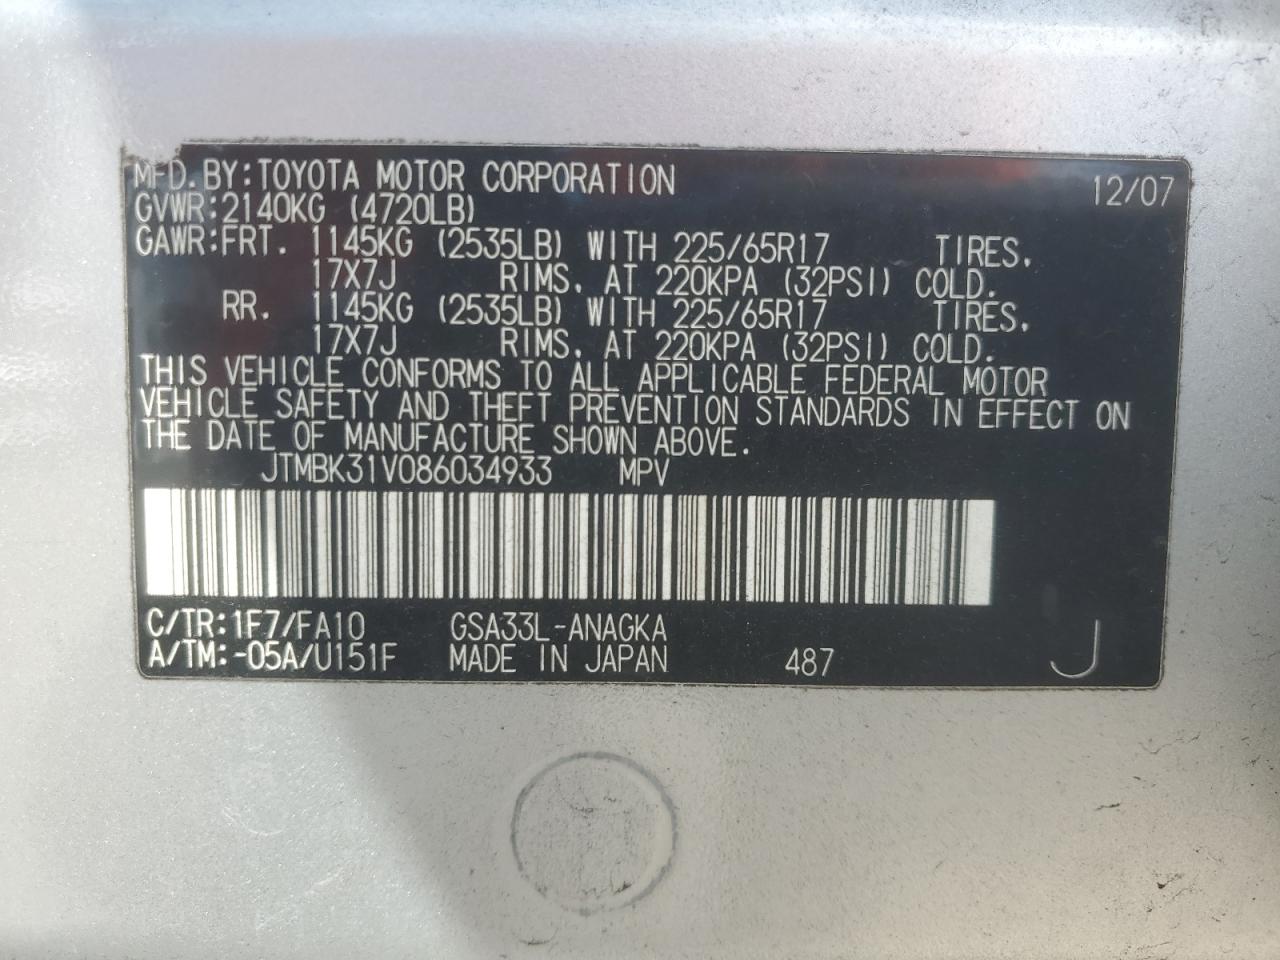 MFD. BY: TOYOTA MOTOR CORPORATION 12/07
GVWR: 2140KG (4720LB)
GAWR: FRT. 1145KG (2535LB) WITH 225/65R17 TIRES,
17X7J RIMS, AT 220KPA (32PSI) COLD.
RR. 1145KG (2535LB) WITH 225/65R17 TIRES,
17X7J RIMS, AT 220KPA (32PSI) COLD.
THIS VEHICLE CONFORMS TO ALL APPLICABLE FEDERAL MOTOR
VEHICLE SAFETY AND THEFT PREVENTION STANDARDS IN EFFECT ON
THE DATE OF MANUFACTURE SHOWN ABOVE.
JTMBK31V086034933 MPV
C/TR: 1F7/FA10 GSA33L-ANAGKA
A/TM: -05A/U151F MADE IN JAPAN 487 J